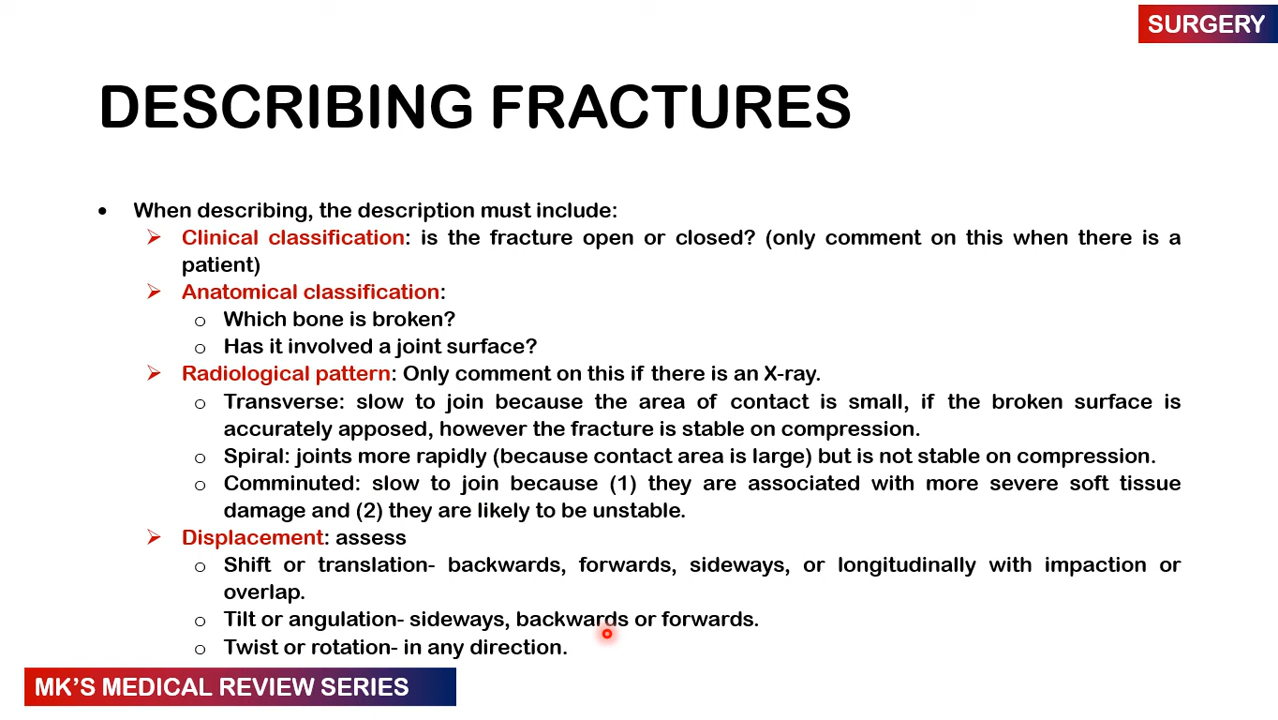 SURGERY
DESCRIBING FRACTURES
• When describing, the description must include:
➢ Clinical classification: is the fracture open or closed? (only comment on this when there is a
patient)
➢ Anatomical classification:
o Which bone is broken?
o Has it involved a joint surface?
➢ Radiological pattern: Only comment on this if there is an X-ray.
o Transverse: slow to join because the area of contact is small, if the broken surface is
accurately apposed, however the fracture is stable on compression.
o Spiral: joints more rapidly (because contact area is large) but is not stable on compression.
o Comminuted: slow to join because (1) they are associated with more severe soft tissue
damage and (2) they are likely to be unstable.
➢ Displacement: assess
o Shift or translation- backwards, forwards, sideways, or longitudinally with impaction or
overlap.
o Tilt or angulation- sideways, backwards or forwards.
o Twist or rotation- in any direction.
MK'S MEDICAL REVIEW SERIES